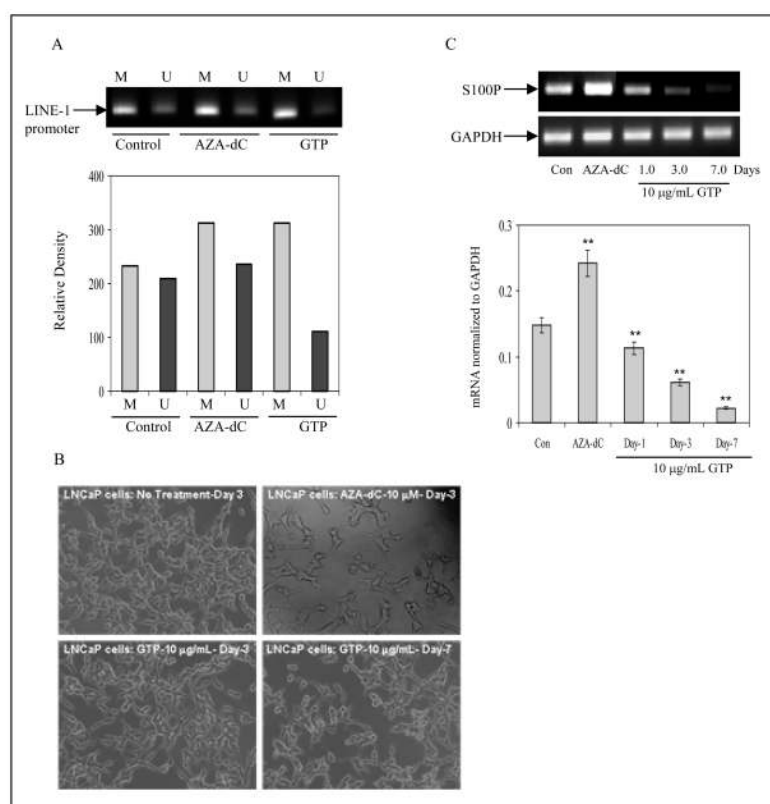 A
M U M U M U
LINE-1
promoter
Control AZA-dC GTP
400
300
200
100
0
Relative Density
M U M U M U
Control AZA-dC GTP
B
LNCaP cells: No Treatment-Day 3
LNCaP cells: AZA-dC-10 μM- Day-3
LNCaP cells: GTP-10 μg/mL- Day-3
LNCaP cells: GTP-10 μg/mL- Day-7
C
S100P
GAPDH
Con AZA-dC 1.0 3.0 7.0 Days
10 μg/mL GTP
0.3
0.2
0.1
0
mRNA normalized to GAPDH
**
**
**
**
Con AZA-dC Day-1 Day-3 Day-7
10 μg/mL GTP